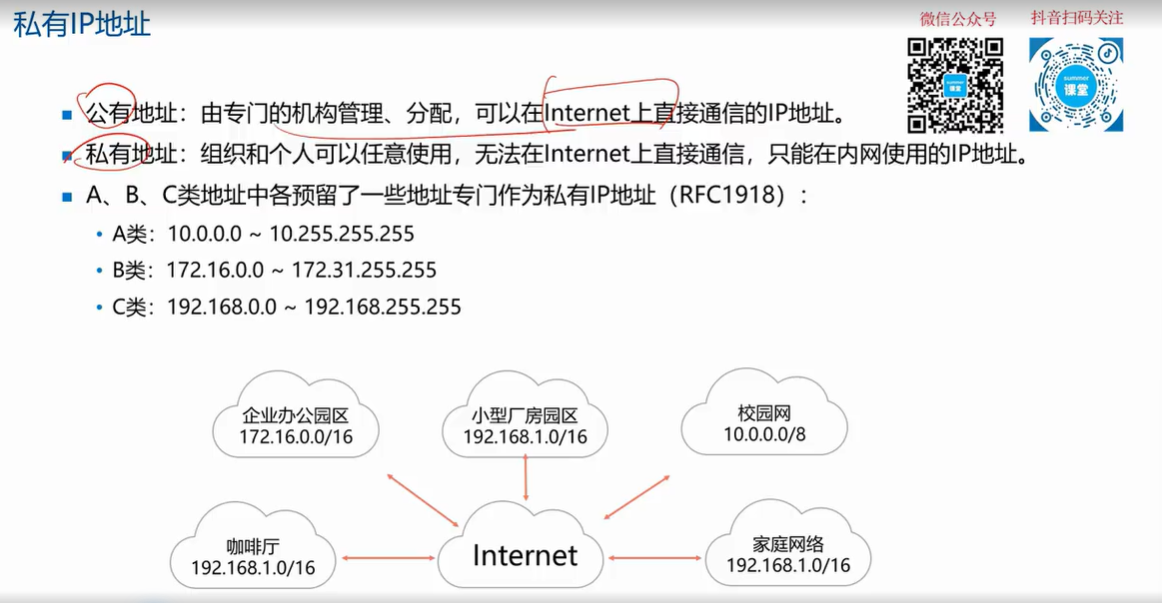 私有IP地址
微信公众号
抖音扫码关注
summer
课堂
summer
课堂
公有地址：由专门的机构管理、分配，可以在Internet上直接通信的IP地址。
私有地址：组织和个人可以任意使用，无法在Internet上直接通信，只能在内网使用的IP地址。
A、B、C类地址中各预留了一些地址专门作为私有IP地址（RFC1918）：
A类：10.0.0.0 ~ 10.255.255.255
B类：172.16.0.0 ~ 172.31.255.255
C类：192.168.0.0 ~ 192.168.255.255
企业办公园区
172.16.0.0/16
小型厂房园区
192.168.1.0/16
校园网
10.0.0.0/8
咖啡厅
192.168.1.0/16
Internet
家庭网络
192.168.1.0/16